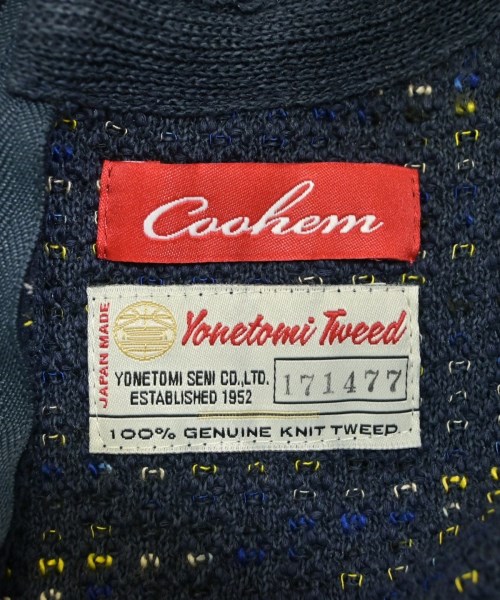 Coohem
JAPAN MADE
Yonetomi Tweed
YONETOMI SENI CO.,LTD.
ESTABLISHED 1952
171477
100% GENUINE KNIT TWEED